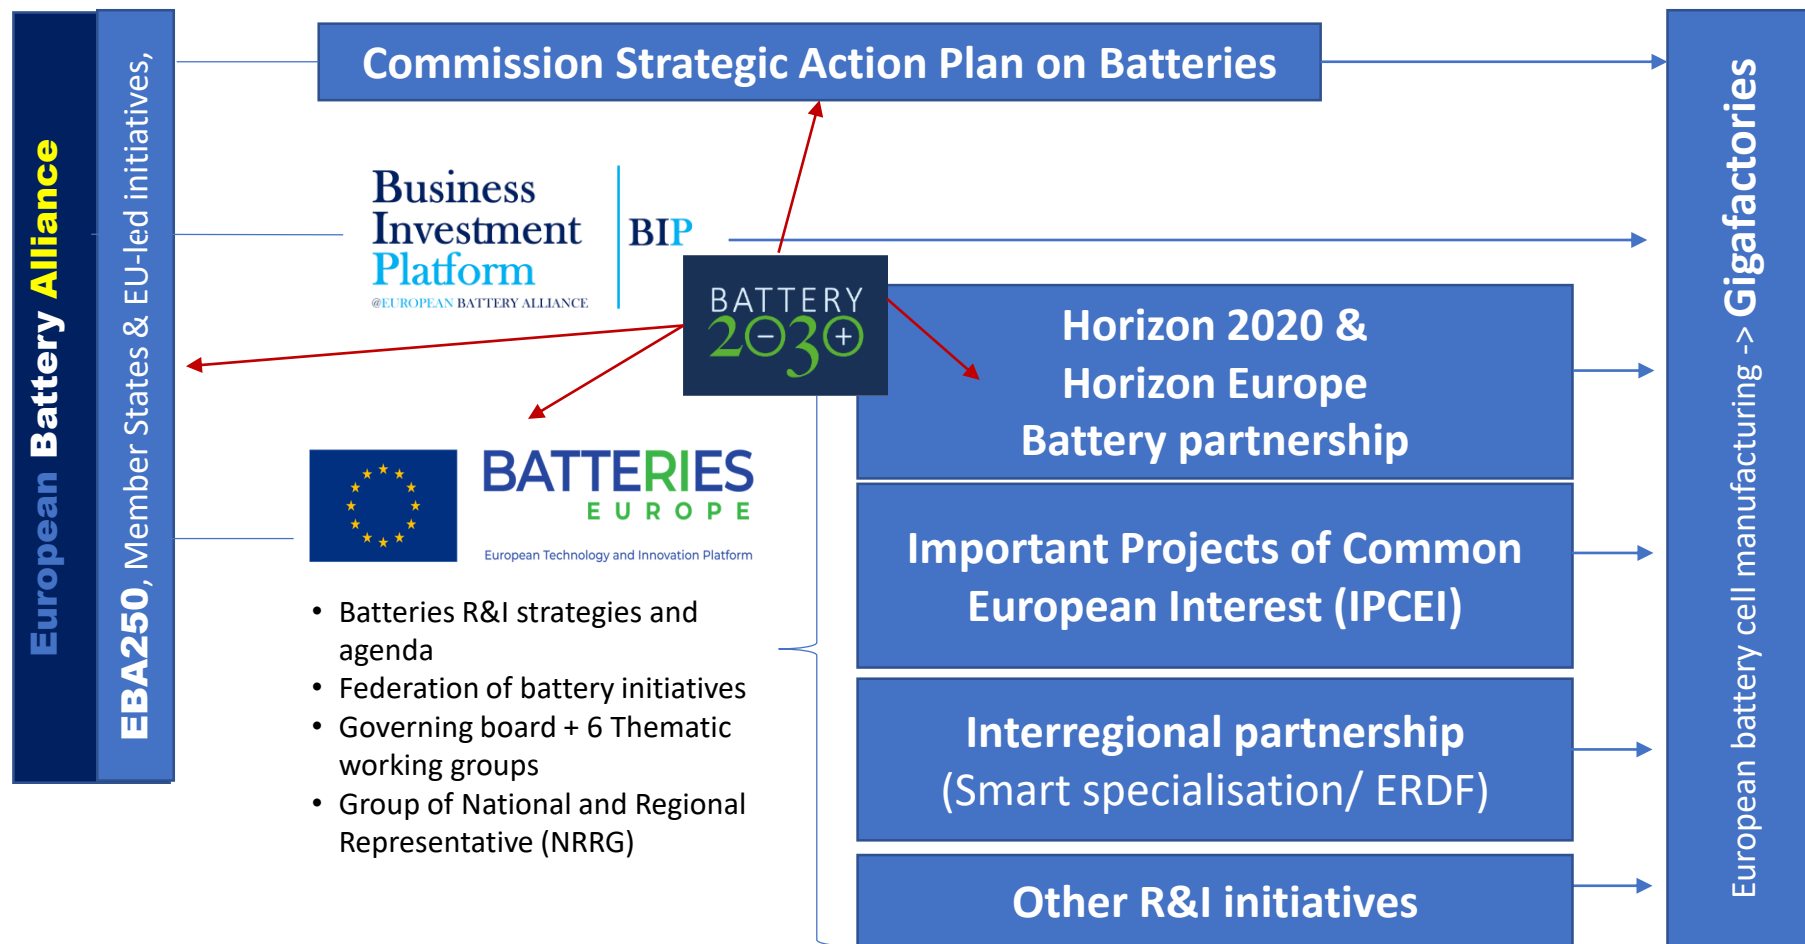 European Battery Alliance
EBA250, Member States & EU-led initiatives,
Commission Strategic Action Plan on Batteries
Business
Investment
Platform
@EUROPEAN BATTERY ALLIANCE
BIP
BATTERY
2030
- +
BATTERIES
EUROPE
European Technology and Innovation Platform
• Batteries R&I strategies and
agenda
• Federation of battery initiatives
• Governing board + 6 Thematic
working groups
• Group of National and Regional
Representative (NRRG)
Horizon 2020 &
Horizon Europe
Battery partnership
Important Projects of Common
European Interest (IPCEI)
Interregional partnership
(Smart specialisation/ ERDF)
Other R&I initiatives
European battery cell manufacturing -> Gigafactories